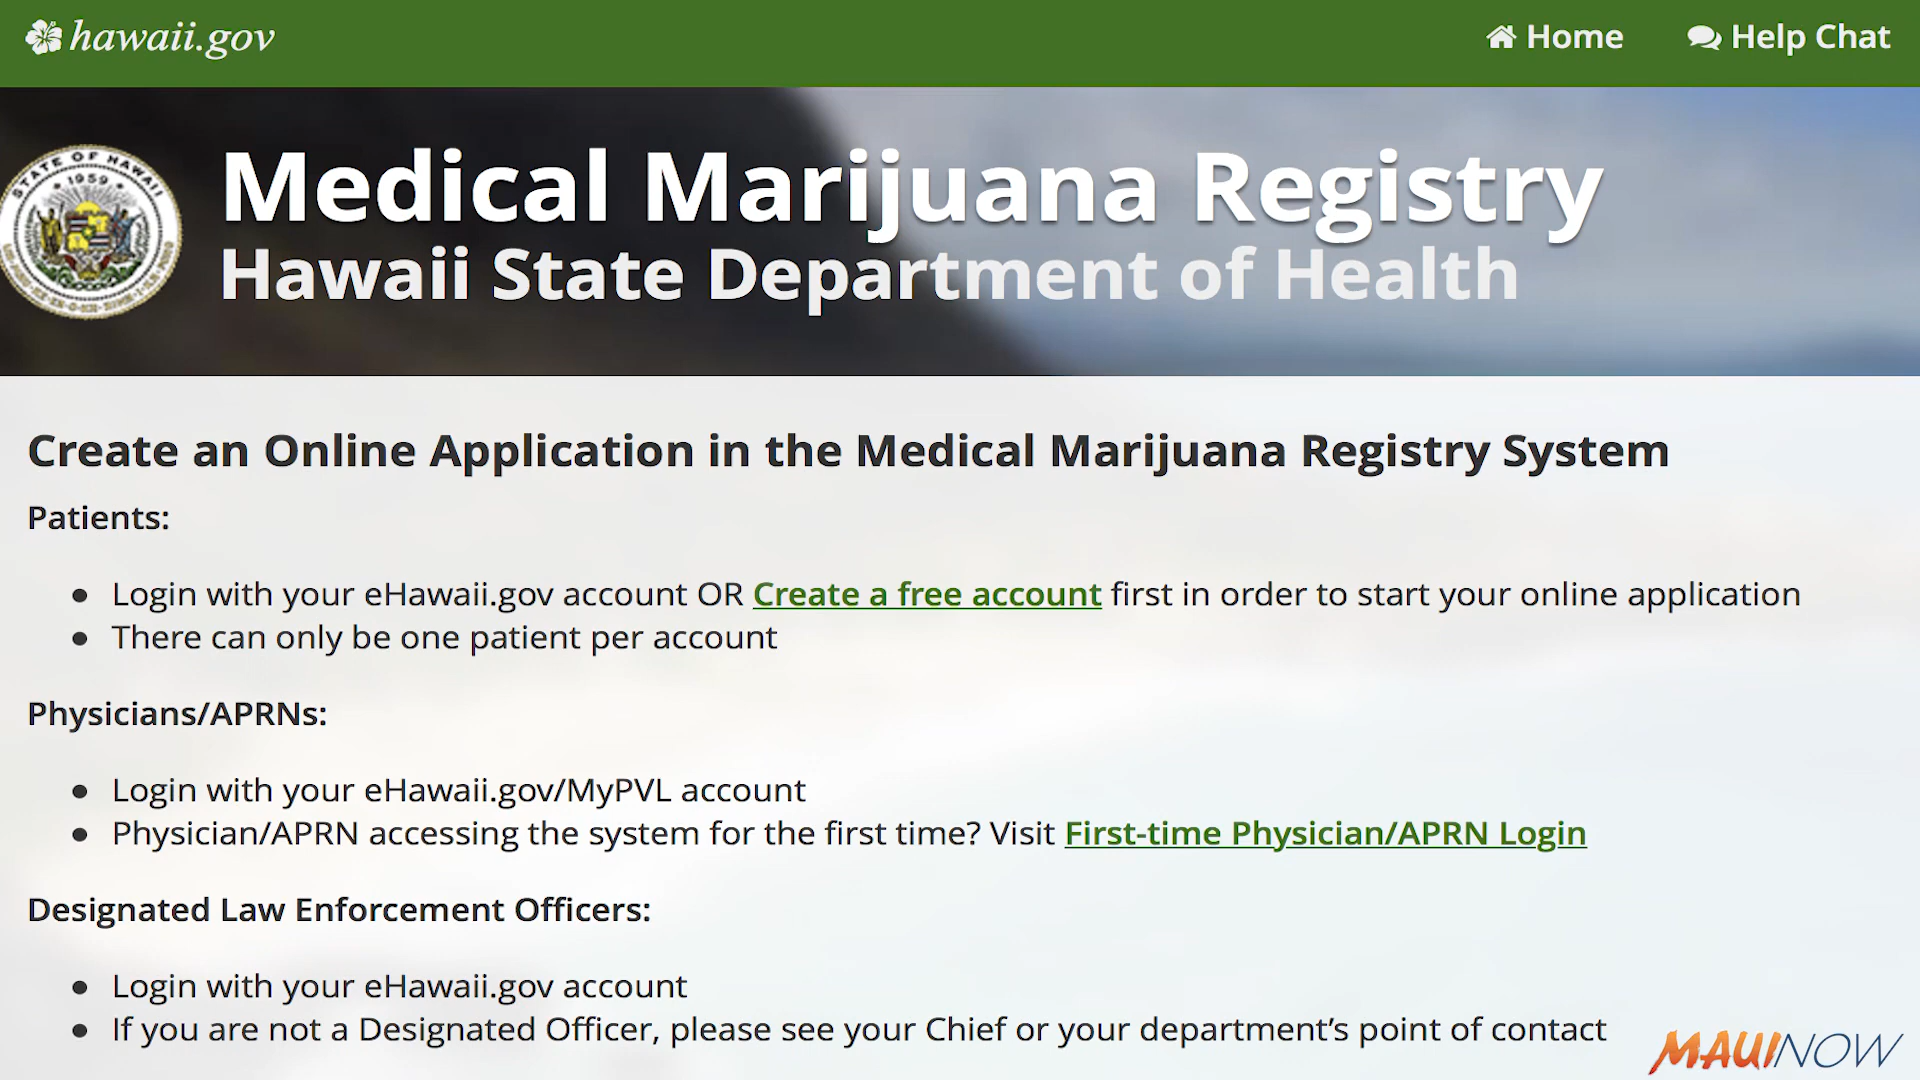 hawaii.gov
Home
Help Chat
STATE OF HAWAII
1959
Medical Marijuana Registry
Hawaii State Department of Health
Create an Online Application in the Medical Marijuana Registry System
Patients:
• Login with your eHawaii.gov account OR Create a free account first in order to start your online application
• There can only be one patient per account
Physicians/APRNs:
• Login with your eHawaii.gov/MyPVL account
• Physician/APRN accessing the system for the first time? Visit First-time Physician/APRN Login
Designated Law Enforcement Officers:
• Login with your eHawaii.gov account
• If you are not a Designated Officer, please see your Chief or your department’s point of contact
MAUINOW